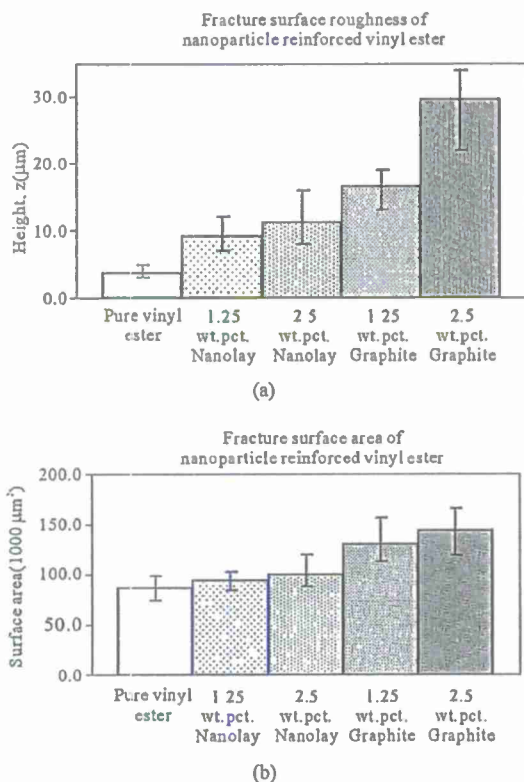 Fracture surface roughness of
nanoparticle reinforced vinyl ester
Height, z(μm)
30.0
20.0
10.0
0.0
Pure vinyl
ester
1.25
wt.pct.
Nanolay
2 5
wt.pct.
Nanolay
1 25
wt.pct.
Graphite
2.5
wt.pct.
Graphite
(a)
Fracture surface area of
nanoparticle reinforced vinyl ester
Surface area(1000 μm²)
200.0
150.0
100.0
50.0
0.0
Pure vinyl
ester
1 25
wt.pct.
Nanolay
2.5
wt.pct.
Nanolay
1.25
wt.pct.
Graphite
2.5
wt.pct.
Graphite
(b)